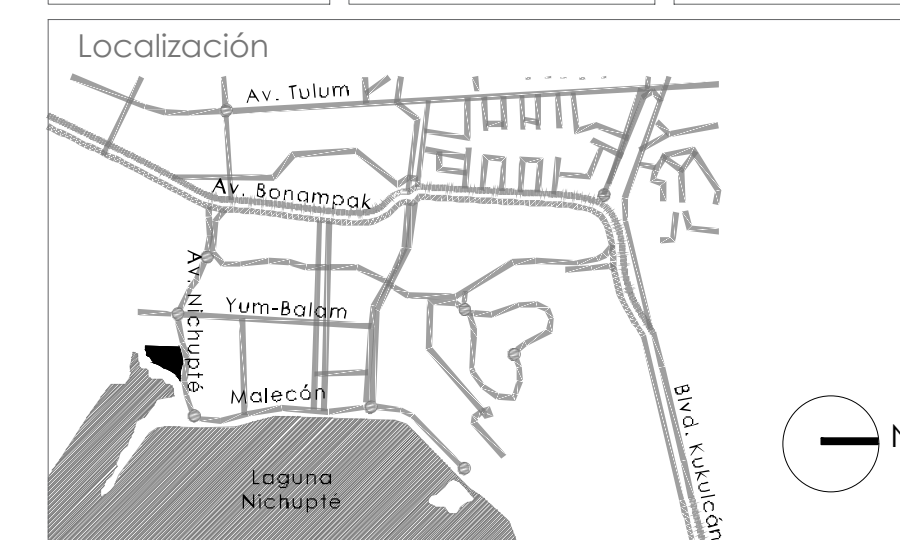 Localización
Av. Tulum
Av. Bonampak
Av. Nichupté
Yum-Balam
Malecón
Blvd. Kukulcán
Laguna
Nichupté
N